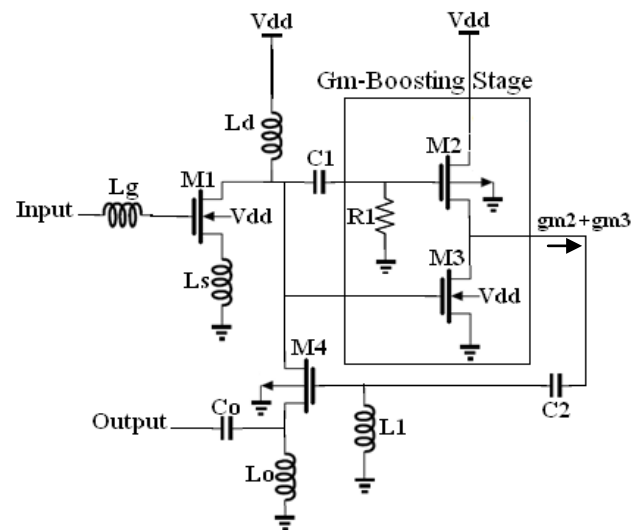 Vdd
Vdd
Gm-Boosting Stage
Ld
C1
M2
Lg
M1
Input
Vdd
R1
gm2+gm3
Ls
M3
Vdd
M4
Co
C2
Output
L1
Lo